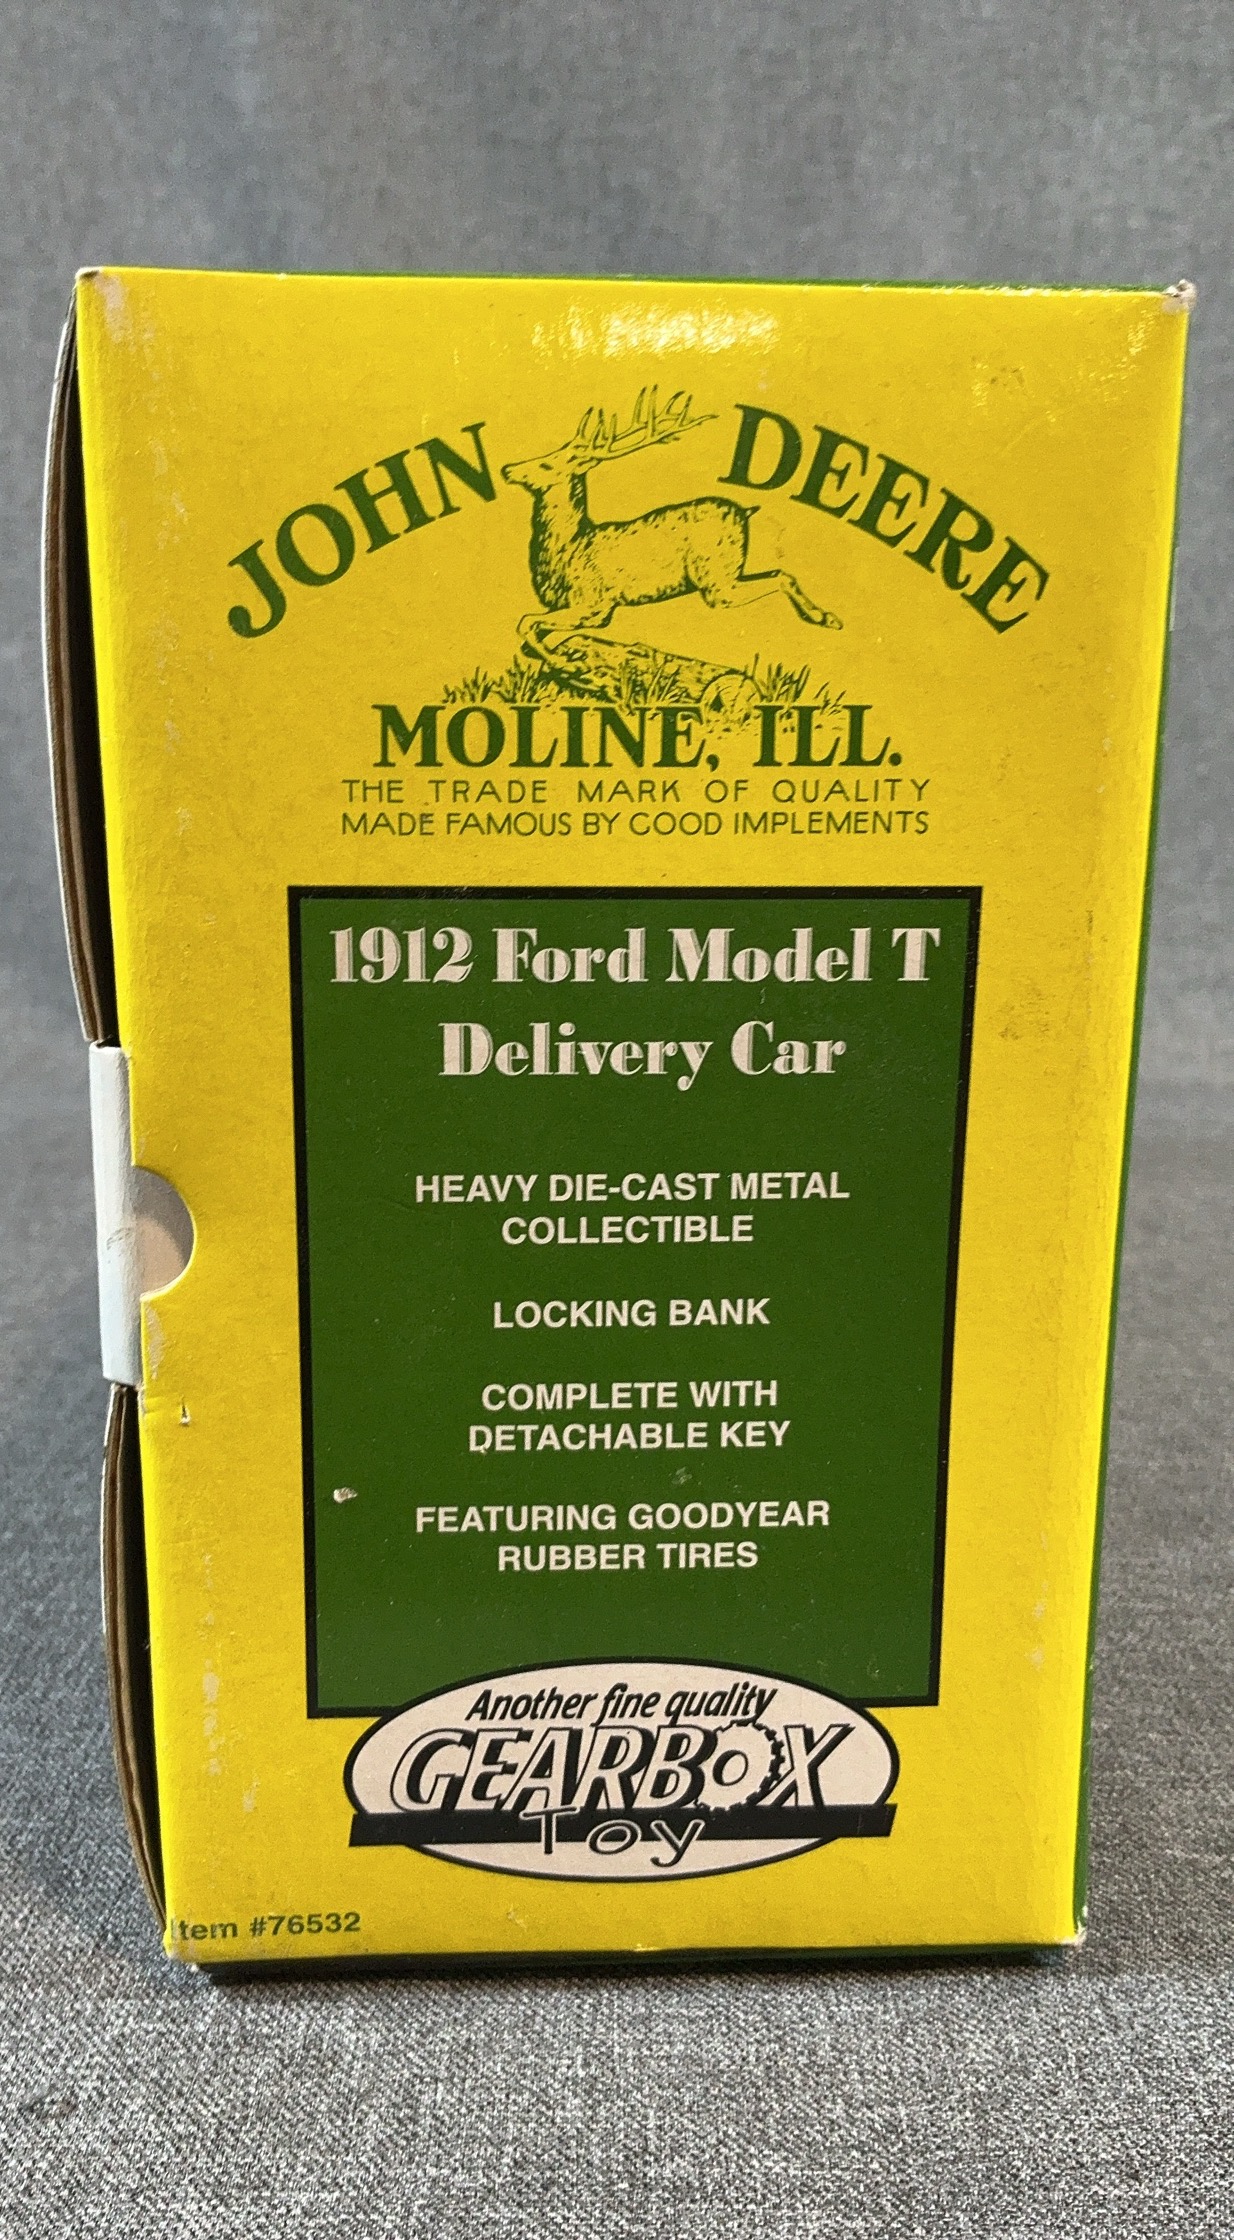 JOHN DEERE
MOLINE, ILL.
THE TRADE MARK OF QUALITY
MADE FAMOUS BY GOOD IMPLEMENTS
1912 Ford Model T
Delivery Car
HEAVY DIE-CAST METAL
COLLECTIBLE
LOCKING BANK
COMPLETE WITH
DETACHABLE KEY
FEATURING GOODYEAR
RUBBER TIRES
Another fine quality
GEARBOX
Toy
Item #76532